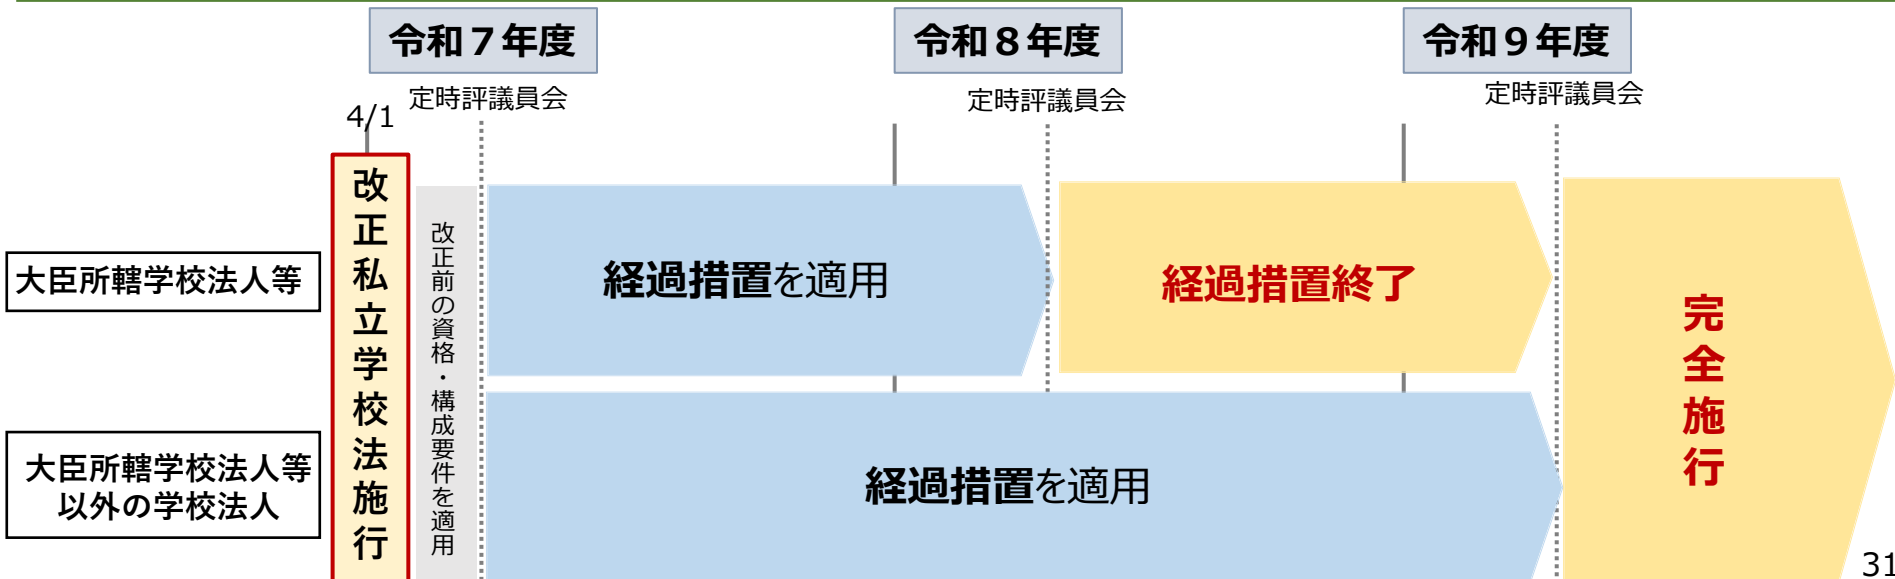 令和７年度
令和８年度
令和９年度
定時評議員会
定時評議員会
定時評議員会
4/1
改正私立学校法施行
改正前の資格・構成要件を適用
大臣所轄学校法人等
経過措置を適用
経過措置終了
完全施行
大臣所轄学校法人等
以外の学校法人
経過措置を適用
31